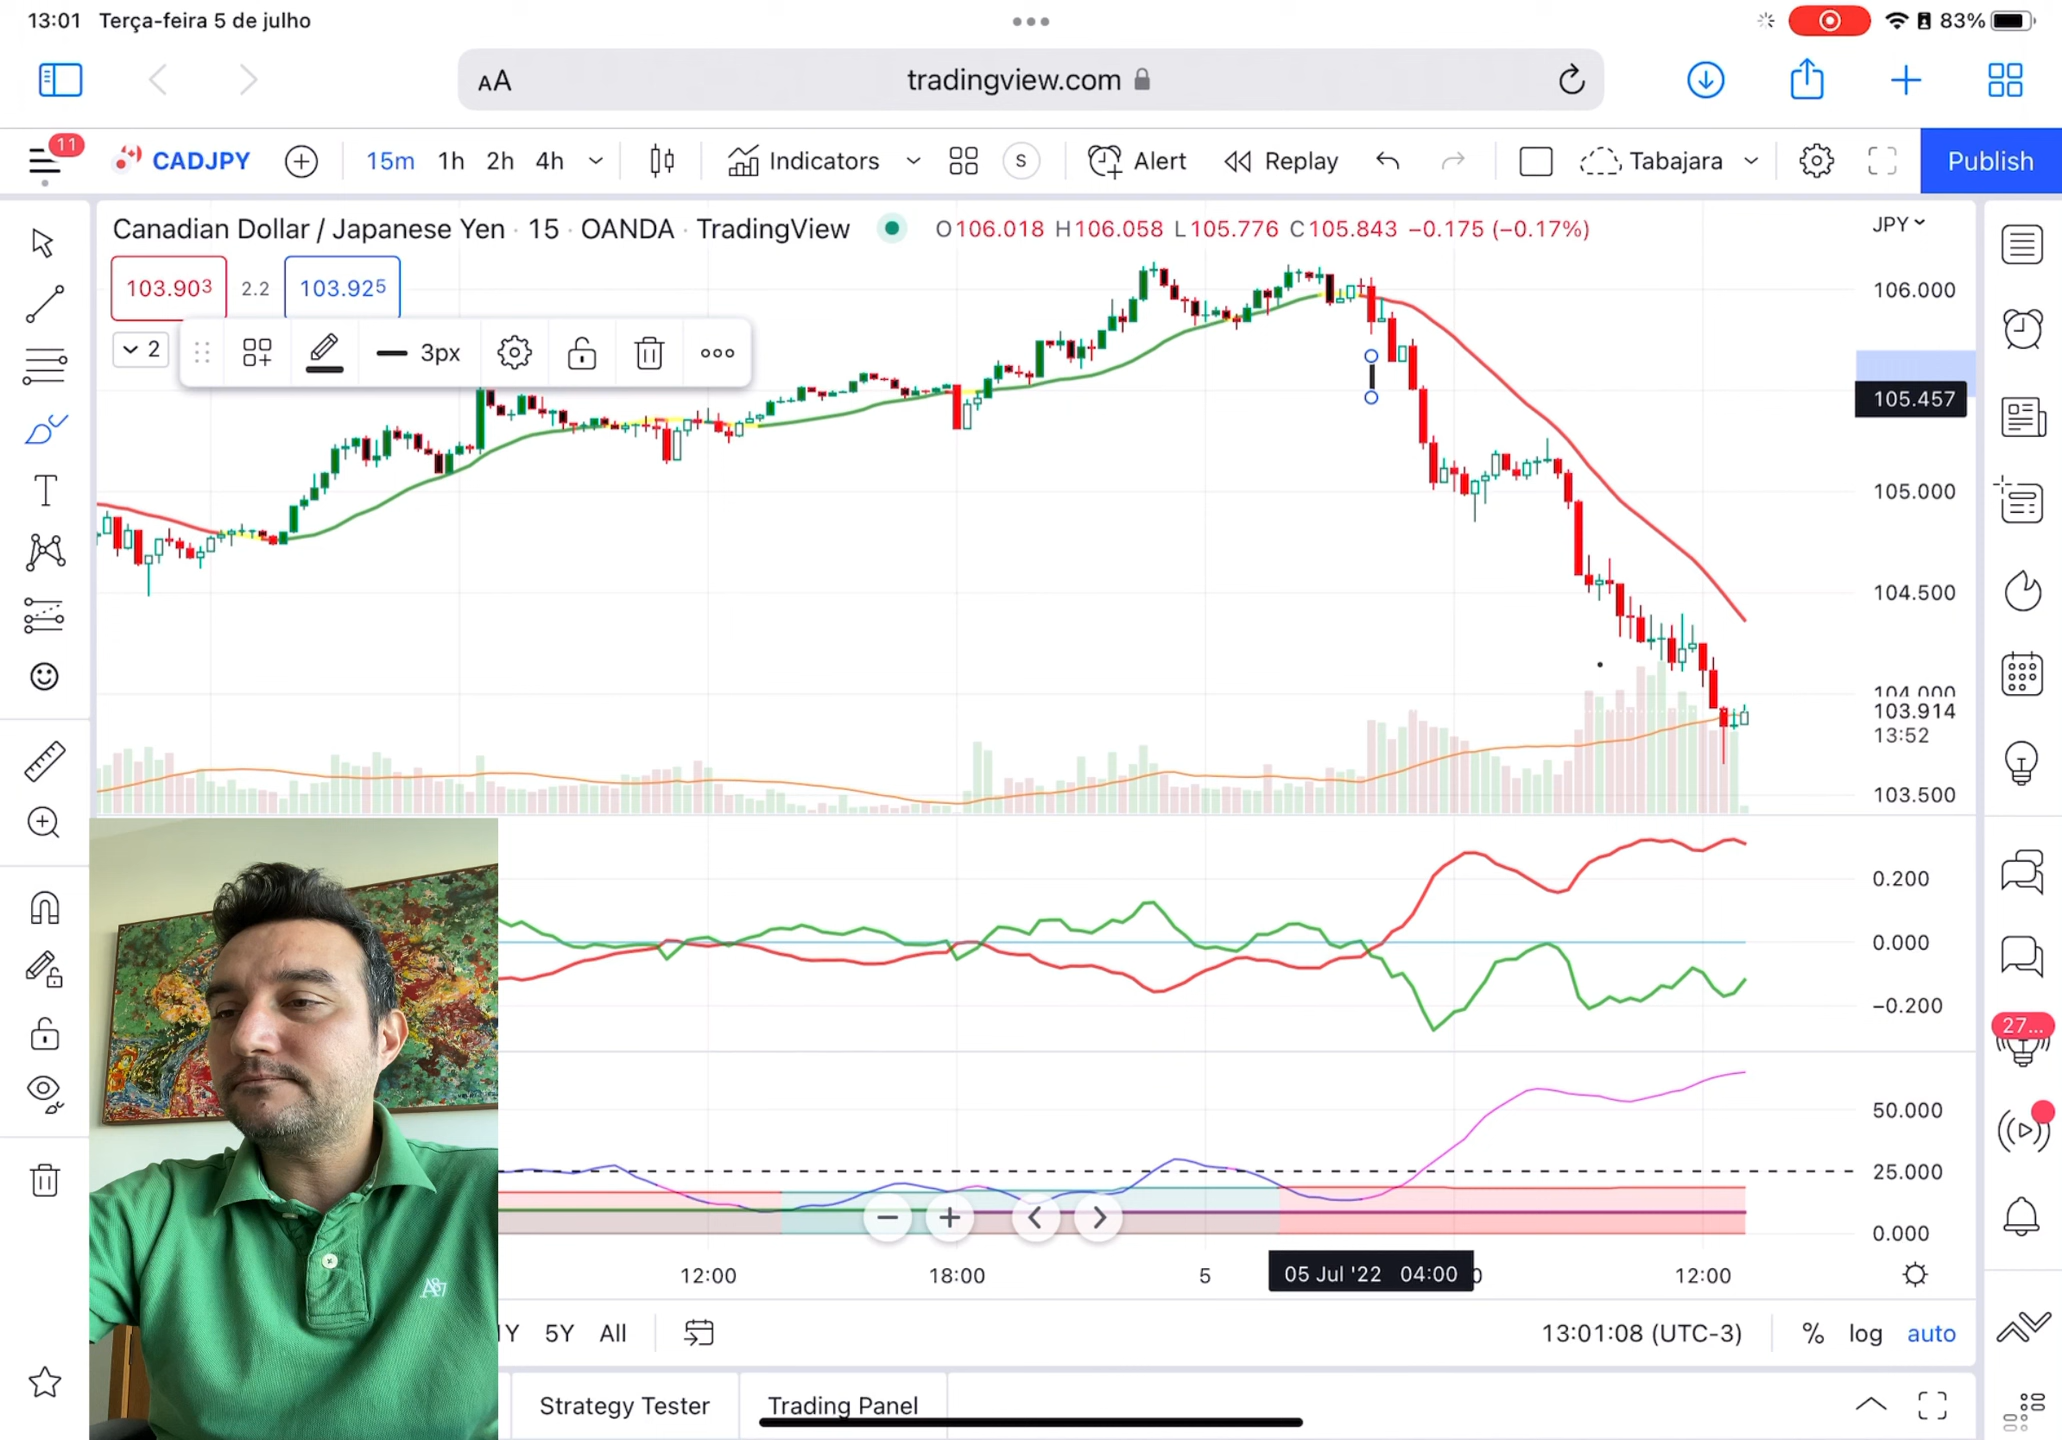 13:01 Terça-feira 5 de julho
83%
AA tradingview.com
11 CADJPY 15m 1h 2h 4h Indicators S Alert Replay Tabajara Publish
Canadian Dollar / Japanese Yen · 15 · OANDA · TradingView O106.018 H106.058 L105.776 C105.843 −0.175 (−0.17%) JPY
103.903 2.2 103.925
106.000
2 3px
105.457
105.000
104.500
104.000
103.914
13:52
103.500
0.200
0.000
−0.200
27...
50.000
25.000
0.000
12:00 18:00 5 05 Jul '22 04:00 0 12:00
1Y 5Y All 13:01:08 (UTC-3) % log auto
Strategy Tester Trading Panel